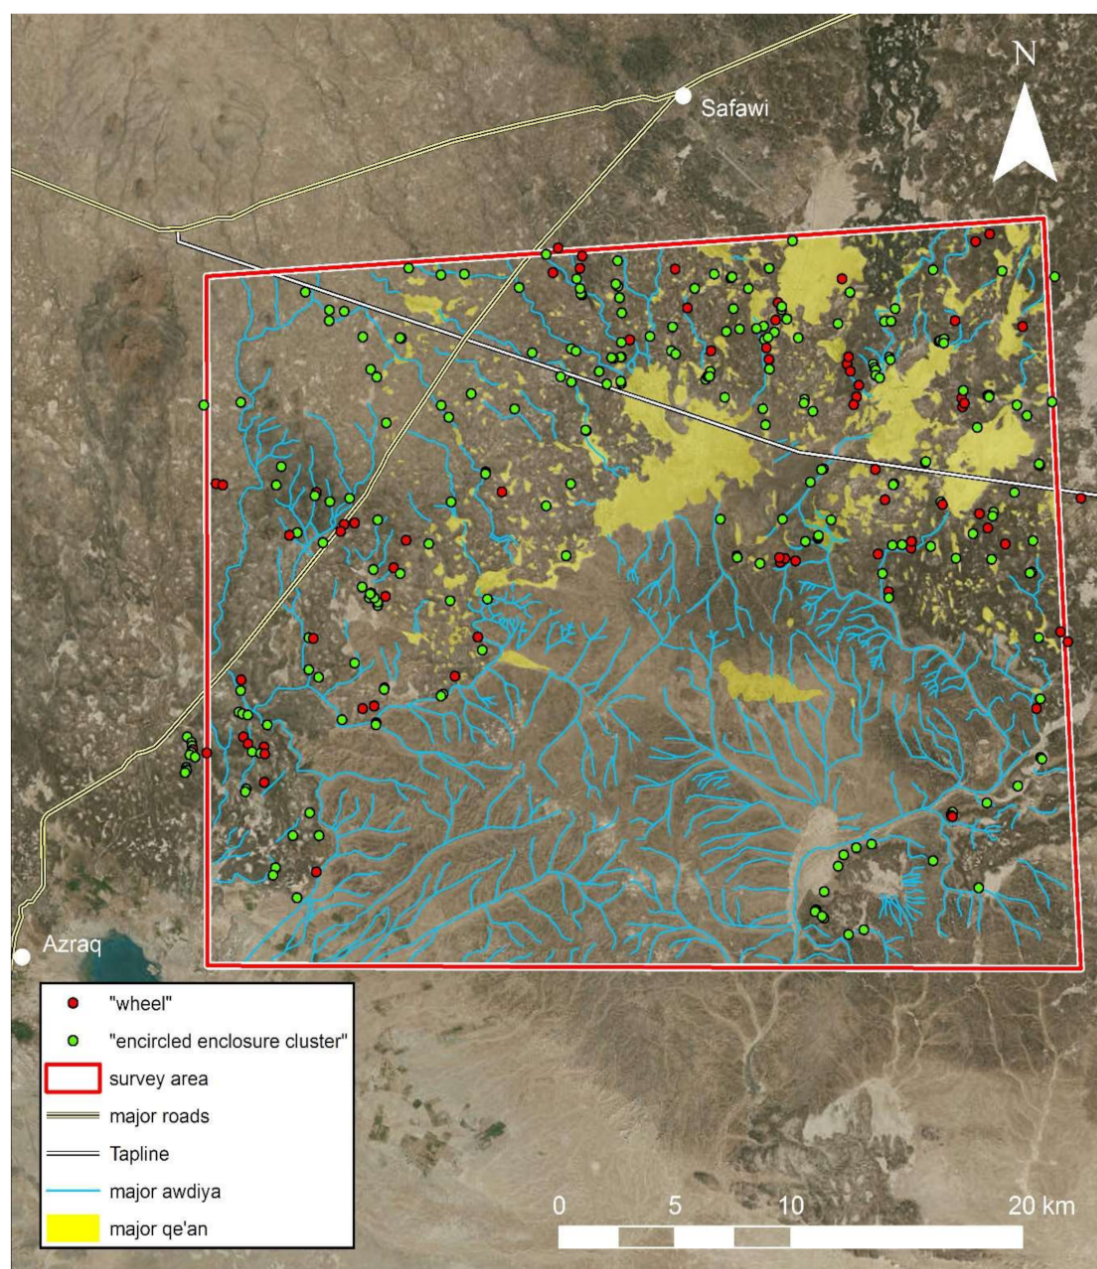 N
Safawi
Azraq
"wheel"
"encircled enclosure cluster"
survey area
major roads
Tapline
major awdiya
major qe'an
0 5 10 20 km